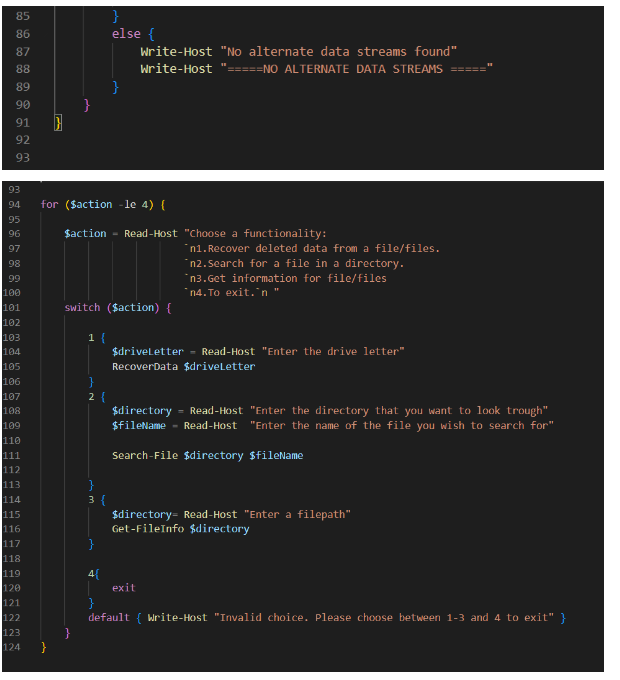 85 }
86 else {
87 Write-Host "No alternate data streams found"
88 Write-Host "=====NO ALTERNATE DATA STREAMS ====="
89 }
90 }
91 }
92
93
93
94 for ($action -le 4) {
95
96 $action = Read-Host "Choose a functionality:
97 `n1.Recover deleted data from a file/files.
98 `n2.Search for a file in a directory.
99 `n3.Get information for file/files
100 `n4.To exit.`n "
101 switch ($action) {
102
103 1 {
104 $driveLetter = Read-Host "Enter the drive letter"
105 RecoverData $driveLetter
106 }
107 2 {
108 $directory = Read-Host "Enter the directory that you want to look trough"
109 $fileName = Read-Host  "Enter the name of the file you wish to search for"
110
111 Search-File $directory $fileName
112
113 }
114 3 {
115 $directory= Read-Host "Enter a filepath"
116 Get-FileInfo $directory
117 }
118
119 4{
120 exit
121 }
122 default { Write-Host "Invalid choice. Please choose between 1-3 and 4 to exit" }
123 }
124 }